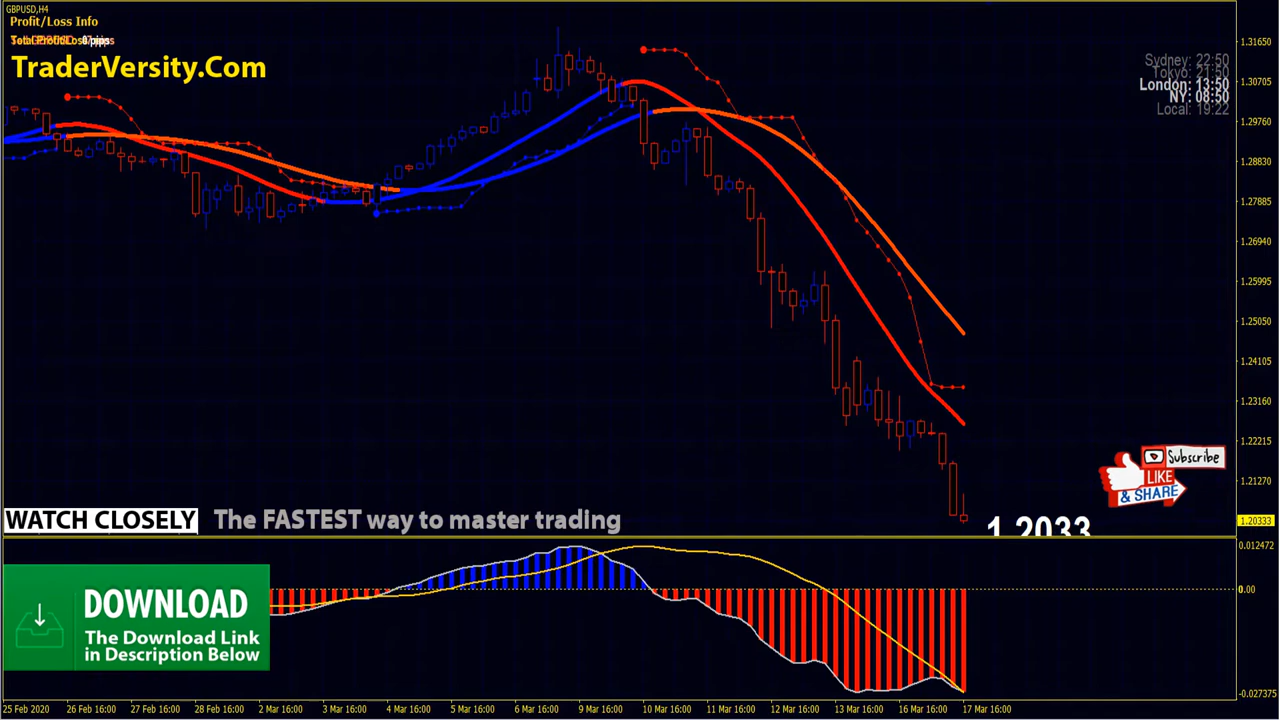 GBPUSD,H4
Profit/Loss Info
TraderVersity.Com
Sydney: 22:50
London: 13:50
NY: 08:50
Local: 19:22
1.31650
1.30705
1.29760
1.28830
1.27885
1.26940
1.25995
1.25050
1.24105
1.23160
1.22215
1.21270
1.20333
Subscribe
LIKE
& SHARE
1.2033
WATCH CLOSELY The FASTEST way to master trading
0.012472
0.00
-0.027375
DOWNLOAD
The Download Link
in Description Below
25 Feb 2020 26 Feb 16:00 27 Feb 16:00 28 Feb 16:00 2 Mar 16:00 3 Mar 16:00 4 Mar 16:00 5 Mar 16:00 6 Mar 16:00 9 Mar 16:00 10 Mar 16:00 11 Mar 16:00 12 Mar 16:00 13 Mar 16:00 16 Mar 16:00 17 Mar 16:00